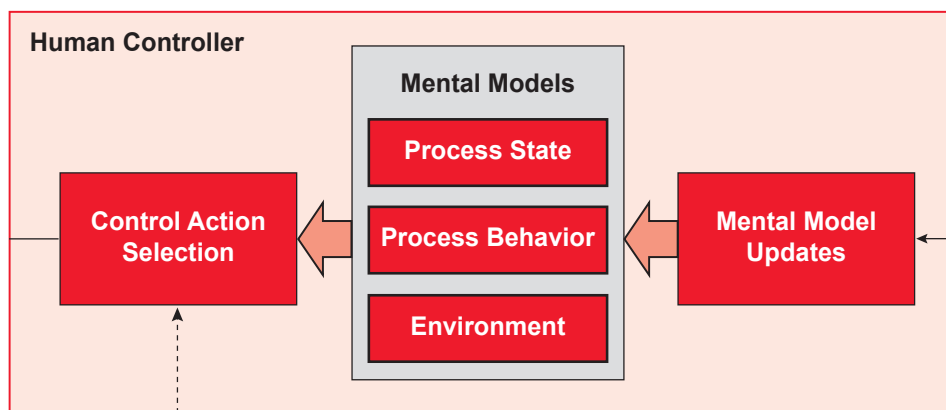 Human Controller
Mental Models
Process State
Control Action
Selection
Process Behavior
Mental Model
Updates
Environment